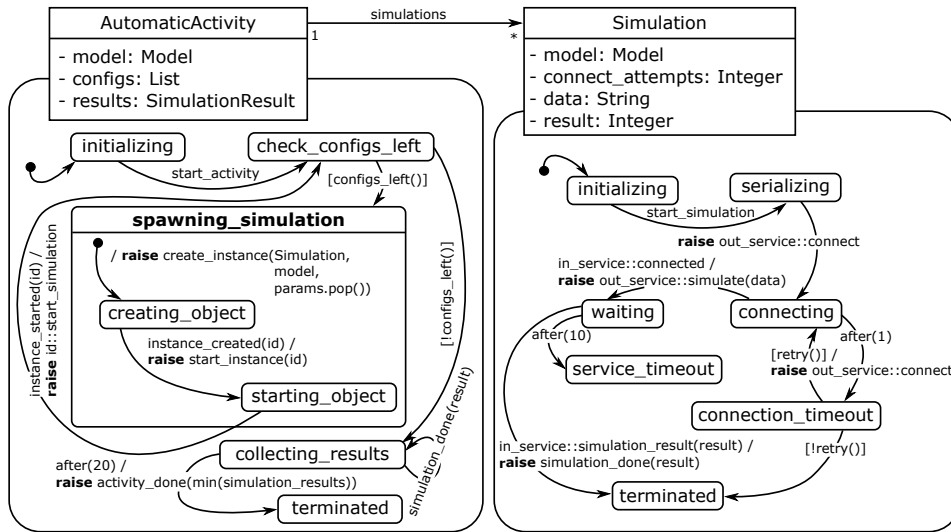 AutomaticActivity
- model: Model
- configs: List
- results: SimulationResult
simulations
1
*
Simulation
- model: Model
- connect_attempts: Integer
- data: String
- result: Integer
initializing
check_configs_left
start_activity
[configs_left()]
spawning_simulation
/ raise create_instance(Simulation,
model,
params.pop())
creating_object
instance_created(id) /
raise start_instance(id)
starting_object
instance_started(id) /
raise id::start_simulation
[!configs_left()]
collecting_results
simulation_done(result)
after(20) /
raise activity_done(min(simulation_results))
terminated
initializing
serializing
start_simulation
raise out_service::connect
in_service::connected /
raise out_service::simulate(data)
waiting
connecting
after(10)
after(1)
service_timeout
[retry()] /
raise out_service::connect
connection_timeout
in_service::simulation_result(result) /
raise simulation_done(result)
[!retry()]
terminated